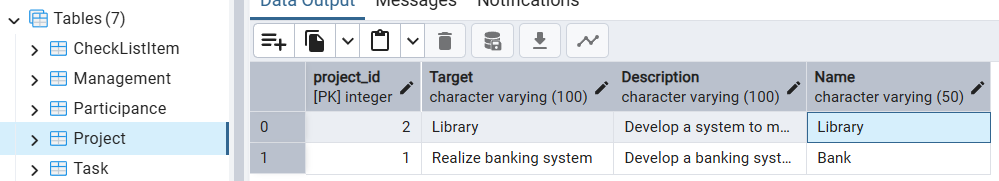 Data Output Messages Notifications
Tables (7)
CheckListItem
Management
Participance
Project
Task
project_id Target Description Name
[PK] integer character varying (100) character varying (100) character varying (50)
0 2 Library Develop a system to m... Library
1 1 Realize banking system Develop a banking syst... Bank